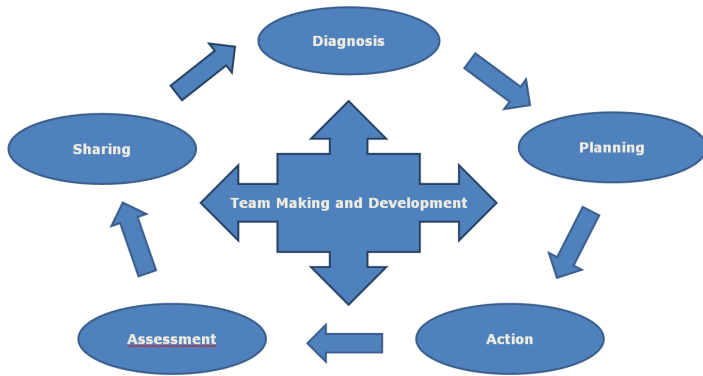 Diagnosis
Sharing
Planning
Team Making and Development
Assessment
Action